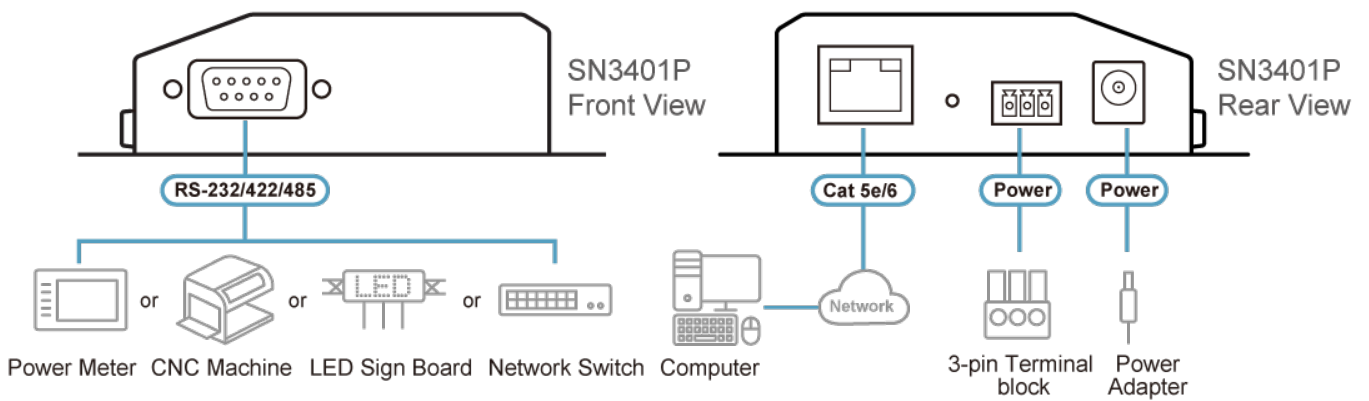 SN3401P
Front View
SN3401P
Rear View
RS-232/422/485
Cat 5e/6
Power
Power
or
or
LED
or
Network
Power Meter
CNC Machine
LED Sign Board
Network Switch
Computer
3-pin Terminal
block
Power
Adapter